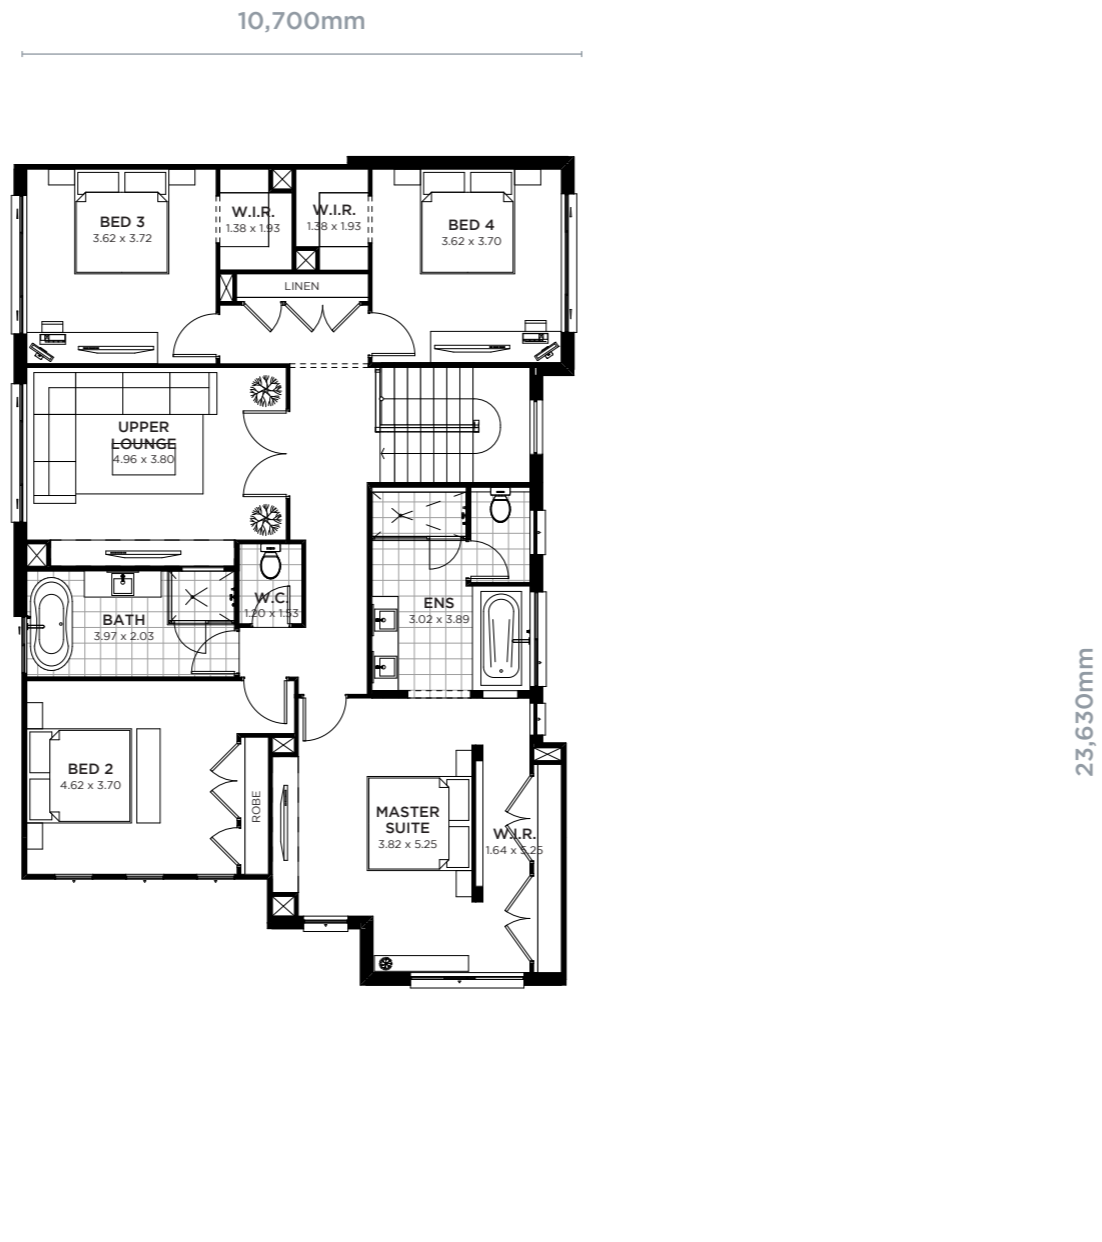 10,700mm
BED 3
3.62 x 3.72
W.I.R.
1.38 x 1.93
W.I.R.
1.38 x 1.93
BED 4
3.62 x 3.70
LINEN
UPPER
LOUNGE
4.96 x 3.80
W.C.
1.20 x 1.53
BATH
3.97 x 2.03
ENS
3.02 x 3.89
23,630mm
BED 2
4.62 x 3.70
ROBE
MASTER
SUITE
3.82 x 5.25
W.I.R.
1.64 x 5.25